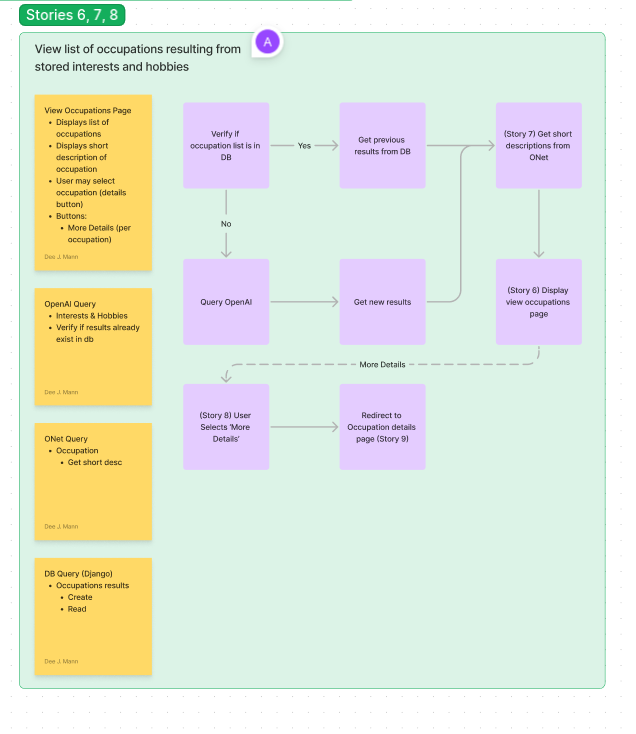 Stories 6, 7, 8
View list of occupations resulting from
stored interests and hobbies
A
View Occupations Page
• Displays list of
occupations
• Displays short
description of
occupation
• User may select
occupation (details
button)
• Buttons:
• More Details (per
occupation)
Dee J. Mann
OpenAI Query
• Interests & Hobbies
• Verify if results already
exist in db
Dee J. Mann
ONet Query
• Occupation
• Get short desc
Dee J. Mann
DB Query (Django)
• Occupations results
• Create
• Read
Dee J. Mann
Verify if
occupation list is in
DB
Yes
Get previous
results from DB
(Story 7) Get short
descriptions from
ONet
No
Query OpenAI
Get new results
(Story 6) Display
view occupations
page
More Details
(Story 8) User
Selects 'More
Details'
Redirect to
Occupation details
page (Story 9)